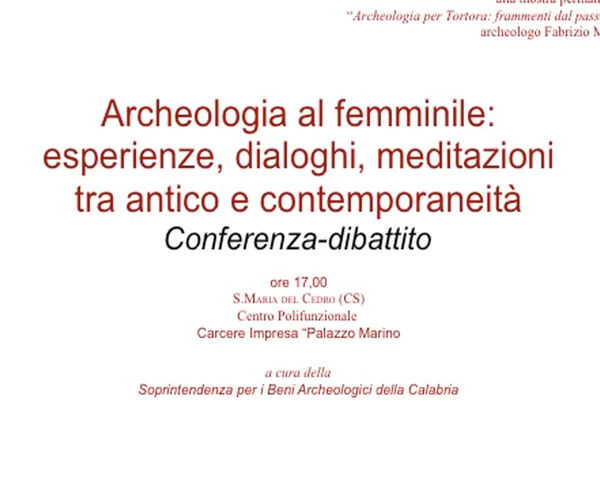 una mostra
“Archeologia per Tortora: frammenti dal
archeologo Fabrizio
Archeologia al femminile:
esperienze, dialoghi, meditazioni
tra antico e contemporaneità
Conferenza-dibattito
ore 17,00
S.MARIA DEL CEDRO (CS)
Centro Polifunzionale
Carcere Impresa “Palazzo Marino
a cura della
Soprintendenza per i Beni Archeologici della Calabria